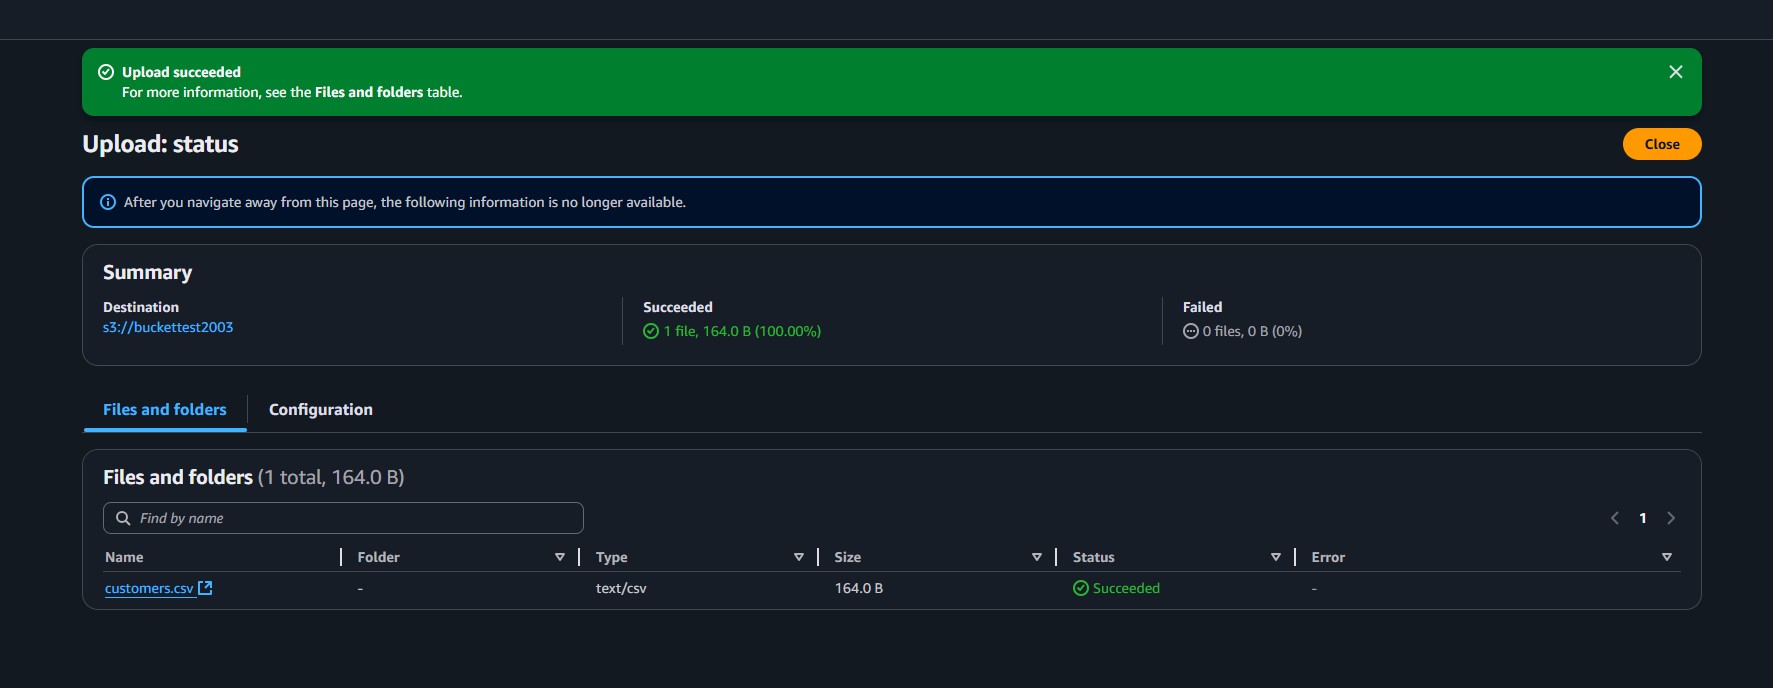 Upload succeeded
For more information, see the Files and folders table.
Upload: status
Close
After you navigate away from this page, the following information is no longer available.
Summary
Destination
s3://buckettest2003
Succeeded
1 file, 164.0 B (100.00%)
Failed
0 files, 0 B (0%)
Files and folders
Configuration
Files and folders (1 total, 164.0 B)
Find by name
1
Name Folder Type Size Status Error
customers.csv - text/csv 164.0 B Succeeded -